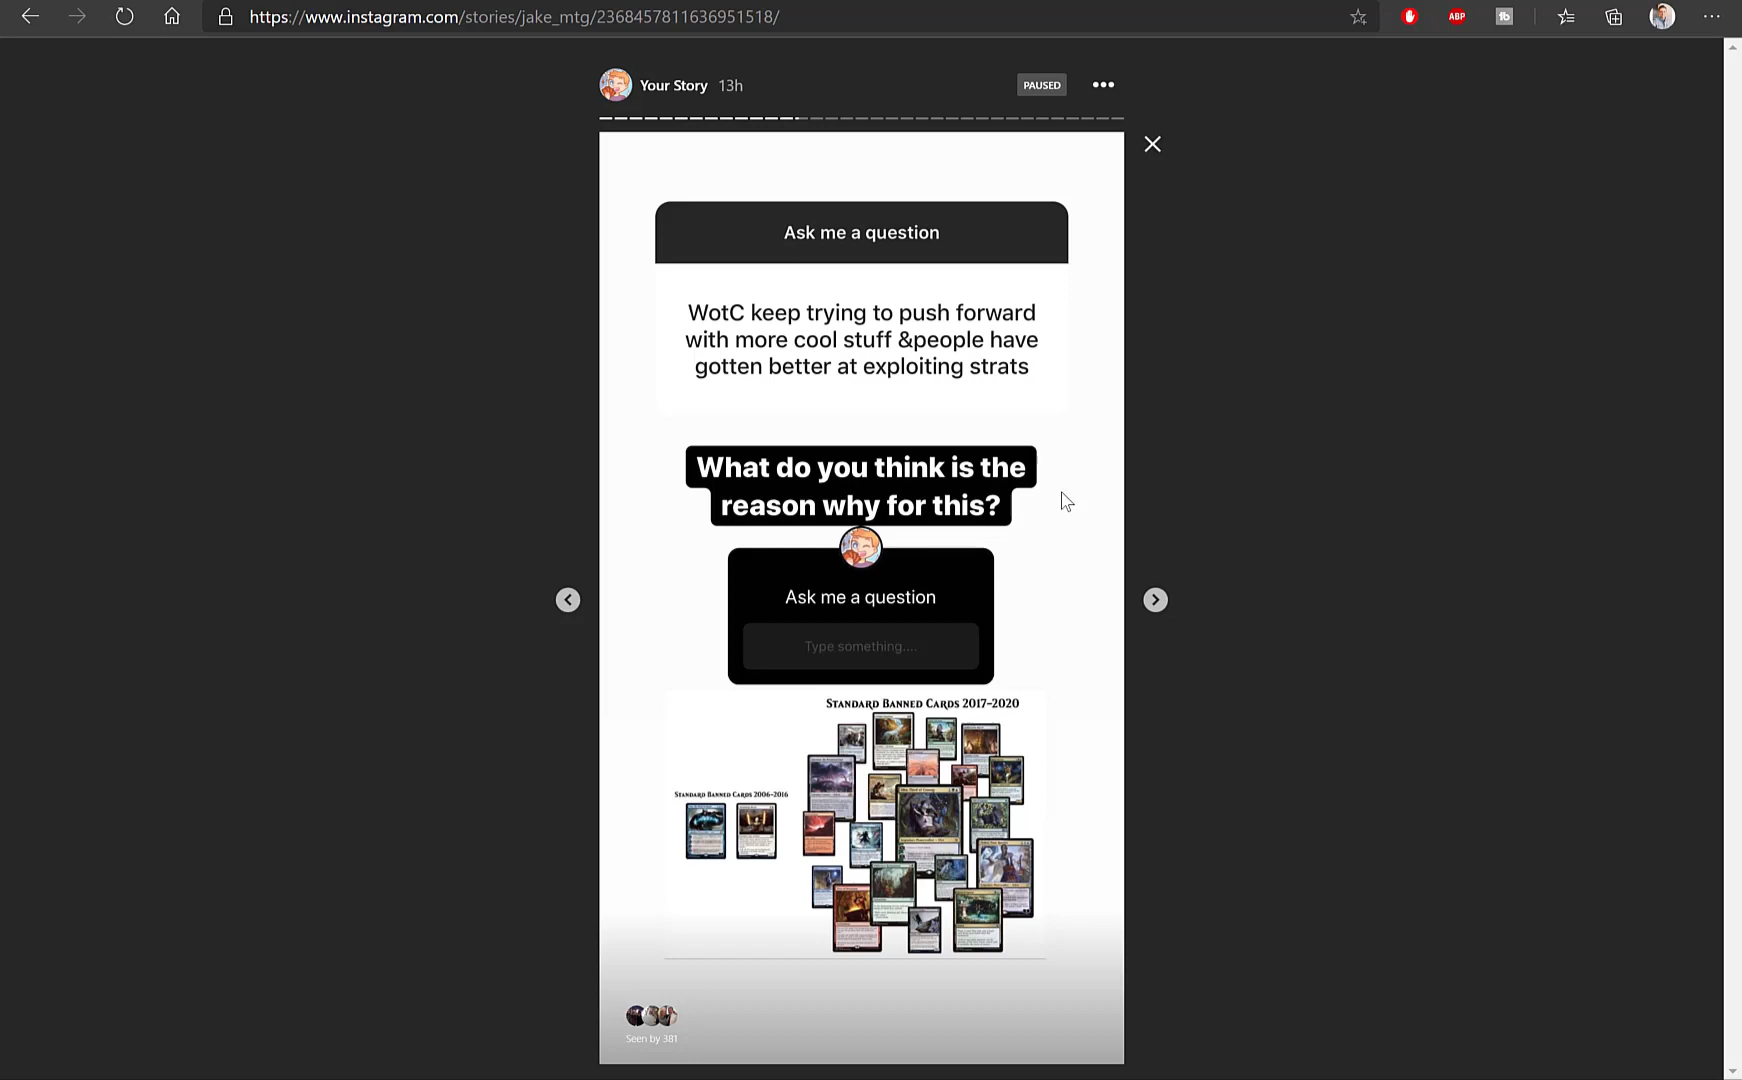 https://www.instagram.com/stories/jake_mtg/2368457811636951518/
ABP
Your Story 13h
PAUSED
Ask me a question
WotC keep trying to push forward
with more cool stuff &people have
gotten better at exploiting strats
What do you think is the
reason why for this?
Ask me a question
Type something....
STANDARD BANNED CARDS 2017-2020
STANDARD BANNED CARDS 2006-2016
Seen by 381